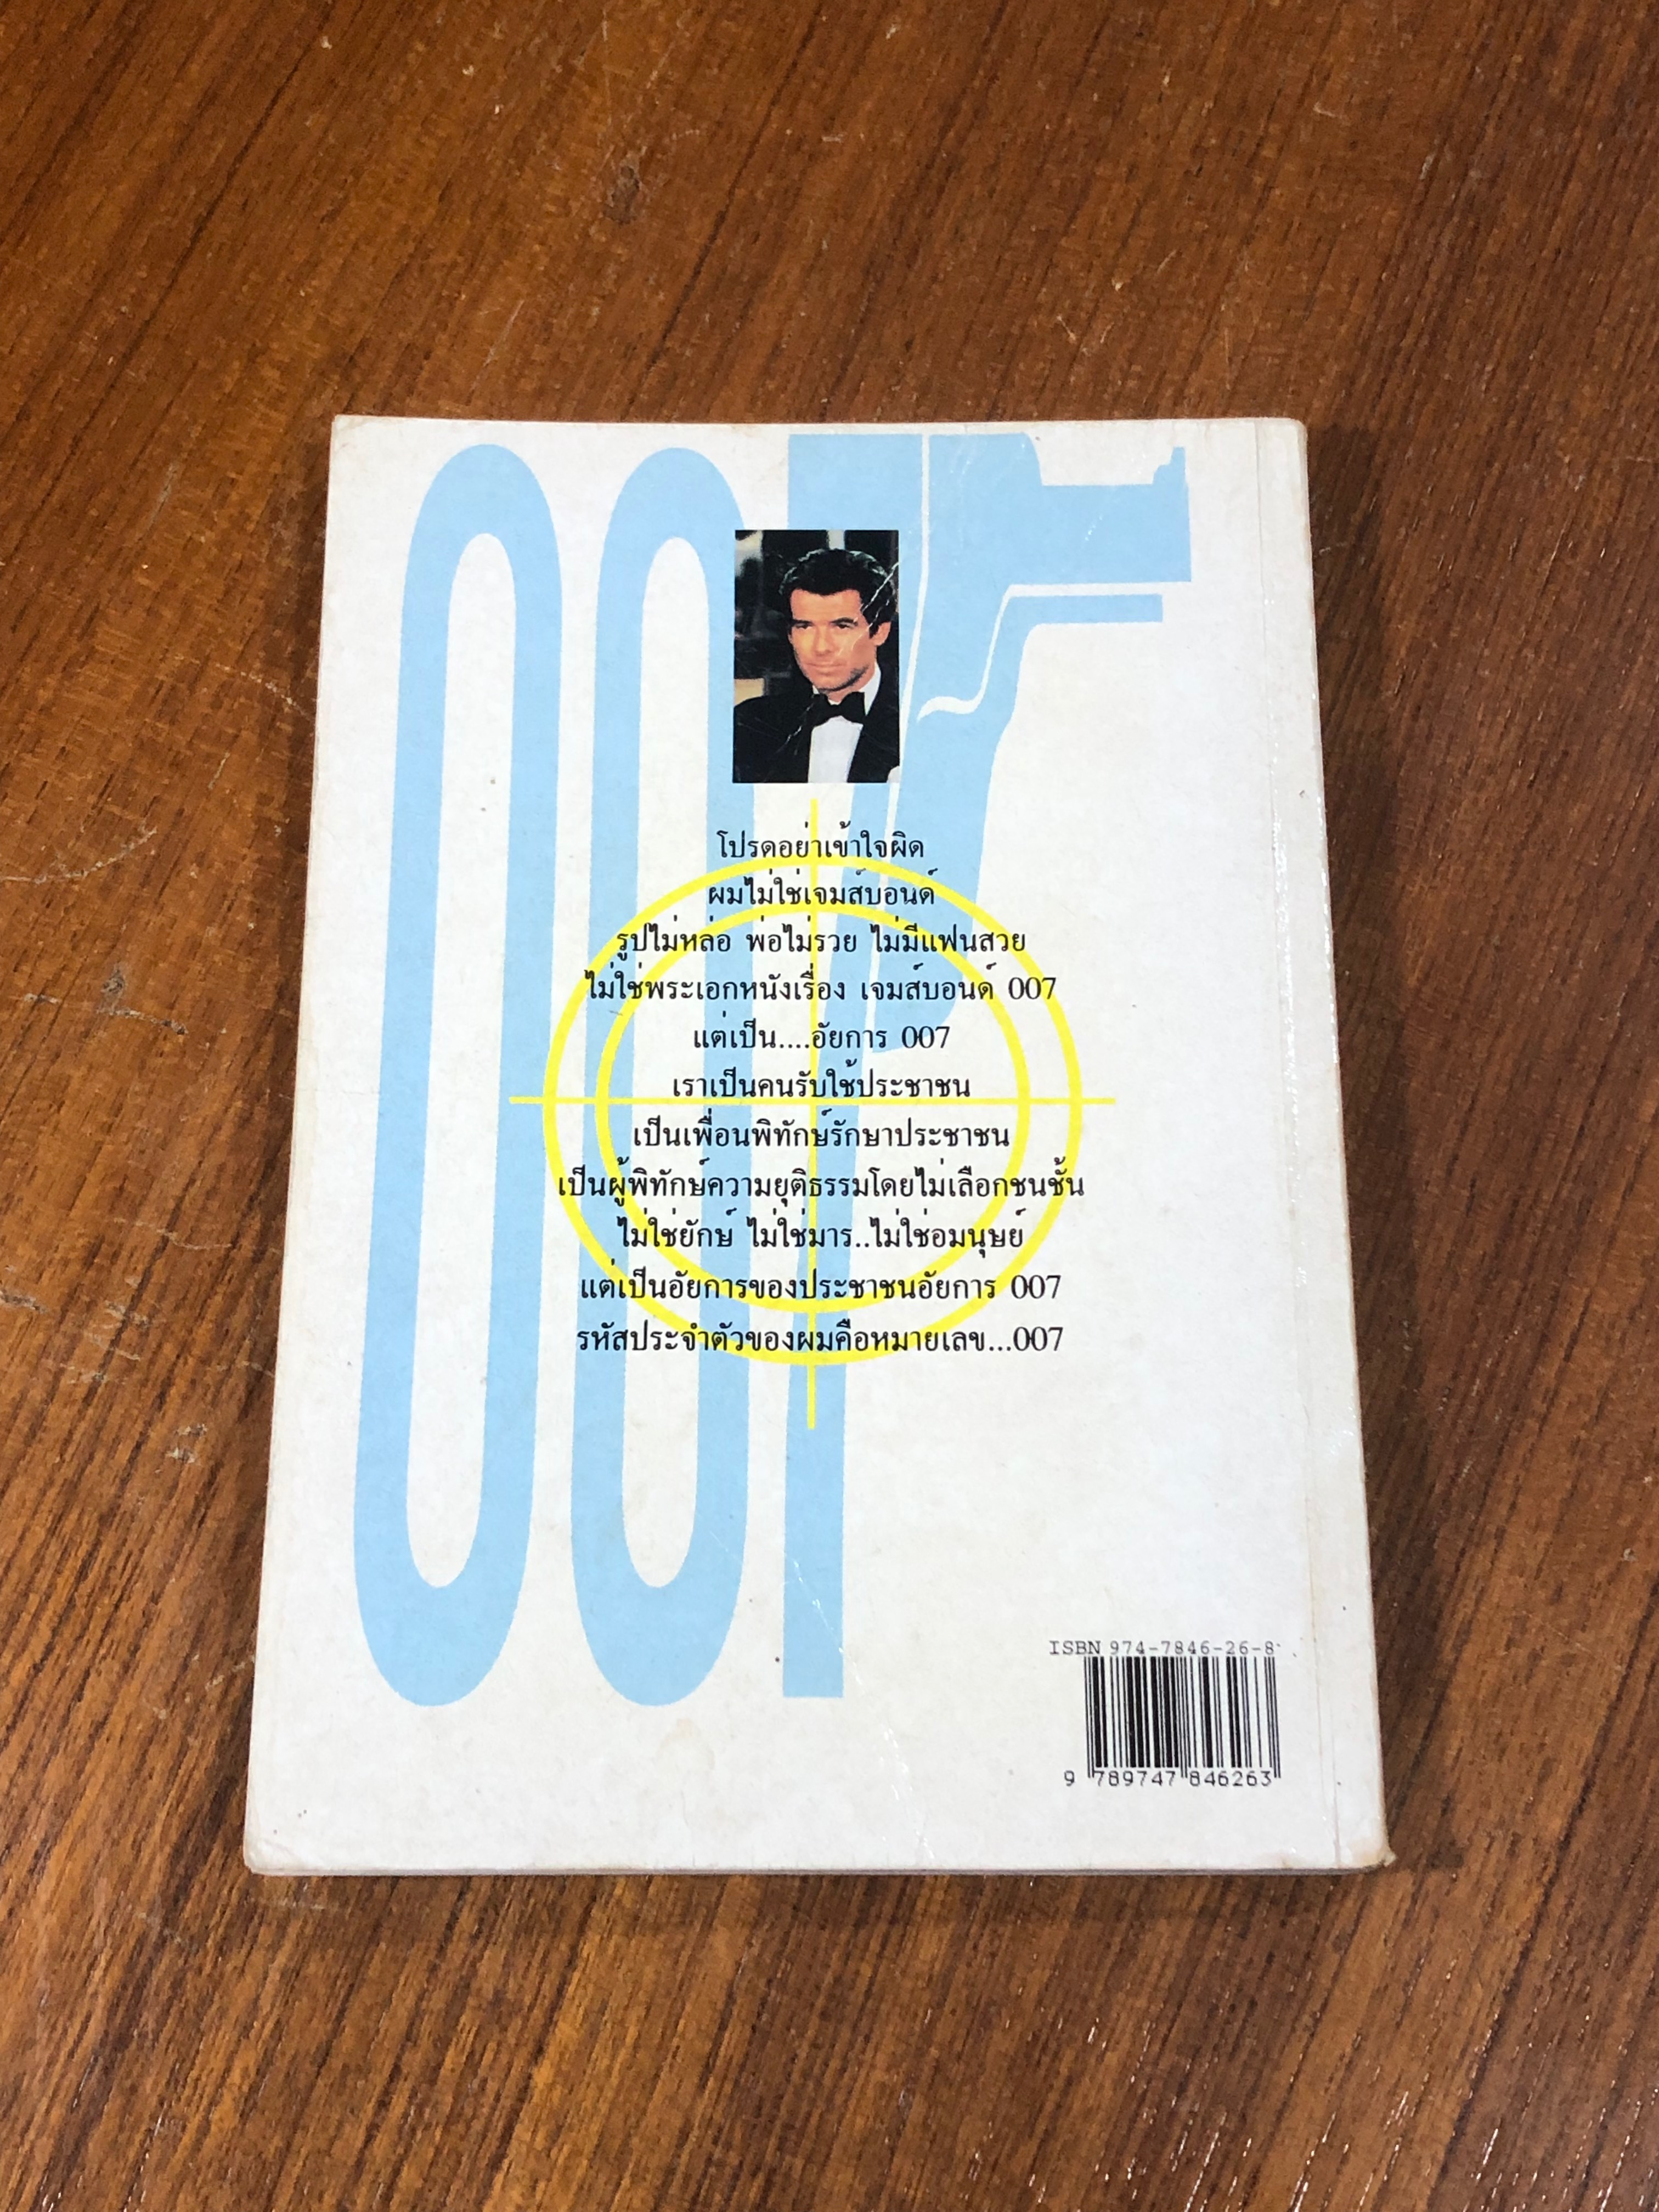 007
โปรดอย่าเข้าใจผิด
ผมไม่ใช่เจมส์บอนด์
รูปไม่หล่อ พ่อไม่รวย ไม่มีแฟนสวย
ไม่ใช่พระเอกหนังเรื่อง เจมส์บอนด์ 007
แต่เป็น....อัยการ 007
เราเป็นคนรับใช้ประชาชน
เป็นเพื่อนพิทักษ์รักษาประชาชน
เป็นผู้พิทักษ์ความยุติธรรมโดยไม่เลือกชนชั้น
ไม่ใช่ยักษ์ ไม่ใช่มาร..ไม่ใช่อมนุษย์
แต่เป็นอัยการของประชาชนอัยการ 007
รหัสประจำตัวของผมคือหมายเลข...007
ISBN 974-7846-26-8
9 789747 846263